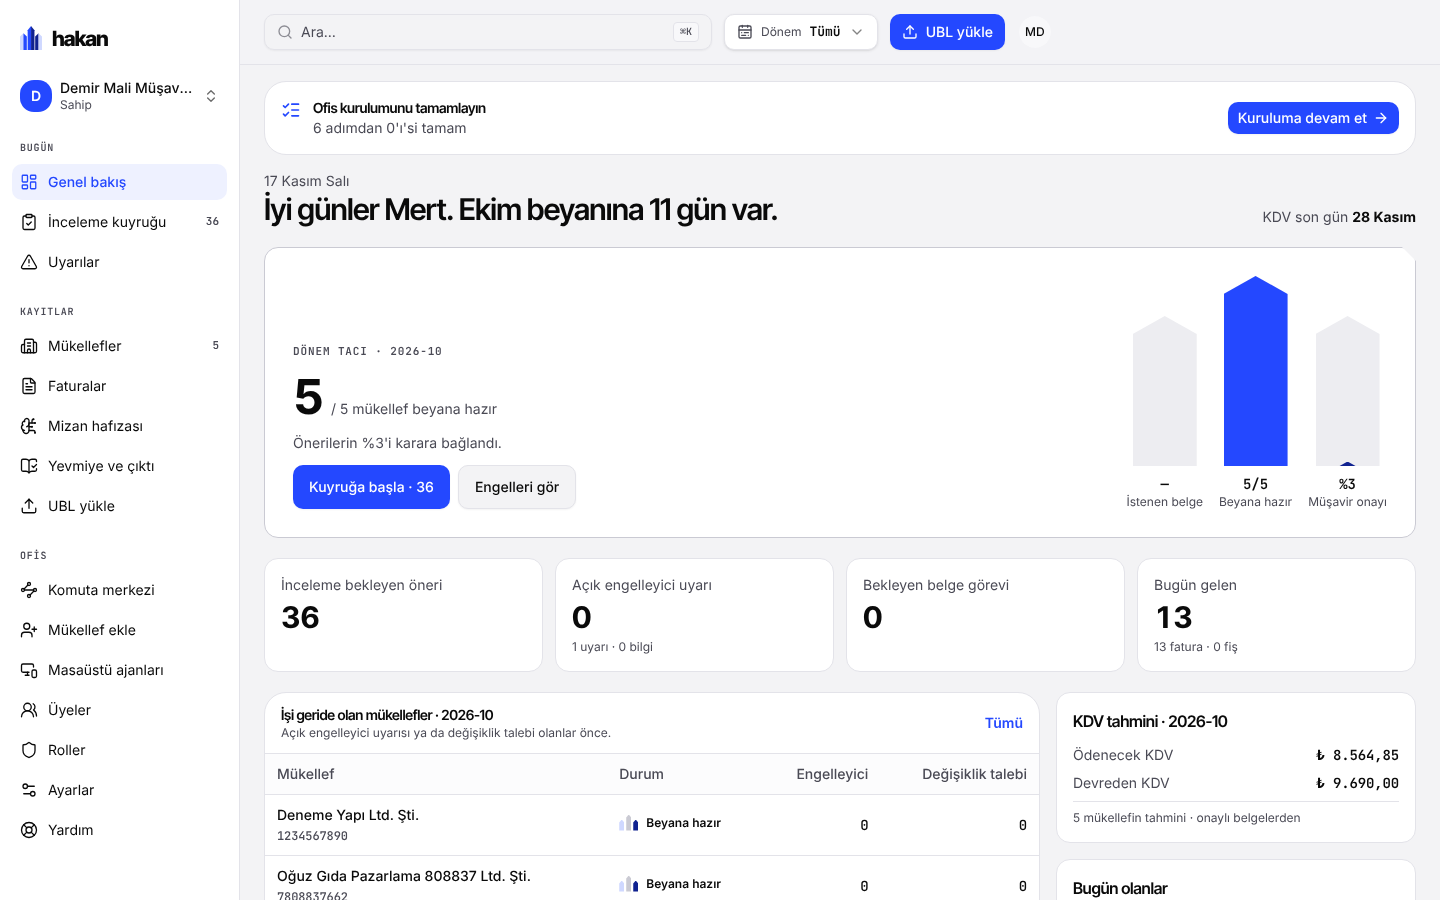 hakan
Ara...
⌘K
Dönem Tümü
UBL yükle
MD
D
Demir Mali Müşav...
Sahip
BUGÜN
Genel bakış
İnceleme kuyruğu 36
Uyarılar
KAYITLAR
Mükellefler 5
Faturalar
Mizan hafızası
Yevmiye ve çıktı
UBL yükle
OFİS
Komuta merkezi
Mükellef ekle
Masaüstü ajanları
Üyeler
Roller
Ayarlar
Yardım
Ofis kurulumunu tamamlayın
6 adımdan 0'ı'si tamam
Kuruluma devam et
17 Kasım Salı
İyi günler Mert. Ekim beyanına 11 gün var.
KDV son gün 28 Kasım
DÖNEM TACI · 2026-10
5 / 5 mükellef beyana hazır
Önerilerin %3'i karara bağlandı.
Kuyruğa başla · 36
Engelleri gör
– 5/5 %3
İstenen belge Beyana hazır Müşavir onayı
İnceleme bekleyen öneri
36
Açık engelleyici uyarı
0
1 uyarı · 0 bilgi
Bekleyen belge görevi
0
Bugün gelen
13
13 fatura · 0 fiş
İşi geride olan mükellefler · 2026-10
Açık engelleyici uyarısı ya da değişiklik talebi olanlar önce.
Tümü
Mükellef Durum Engelleyici Değişiklik talebi
Deneme Yapı Ltd. Şti.
1234567890
Beyana hazır 0 0
Oğuz Gıda Pazarlama 808837 Ltd. Şti.
7808837662
Beyana hazır 0 0
KDV tahmini · 2026-10
Ödenecek KDV ₺ 8.564,85
Devreden KDV ₺ 9.690,00
5 mükellefin tahmini · onaylı belgelerden
Bugün olanlar